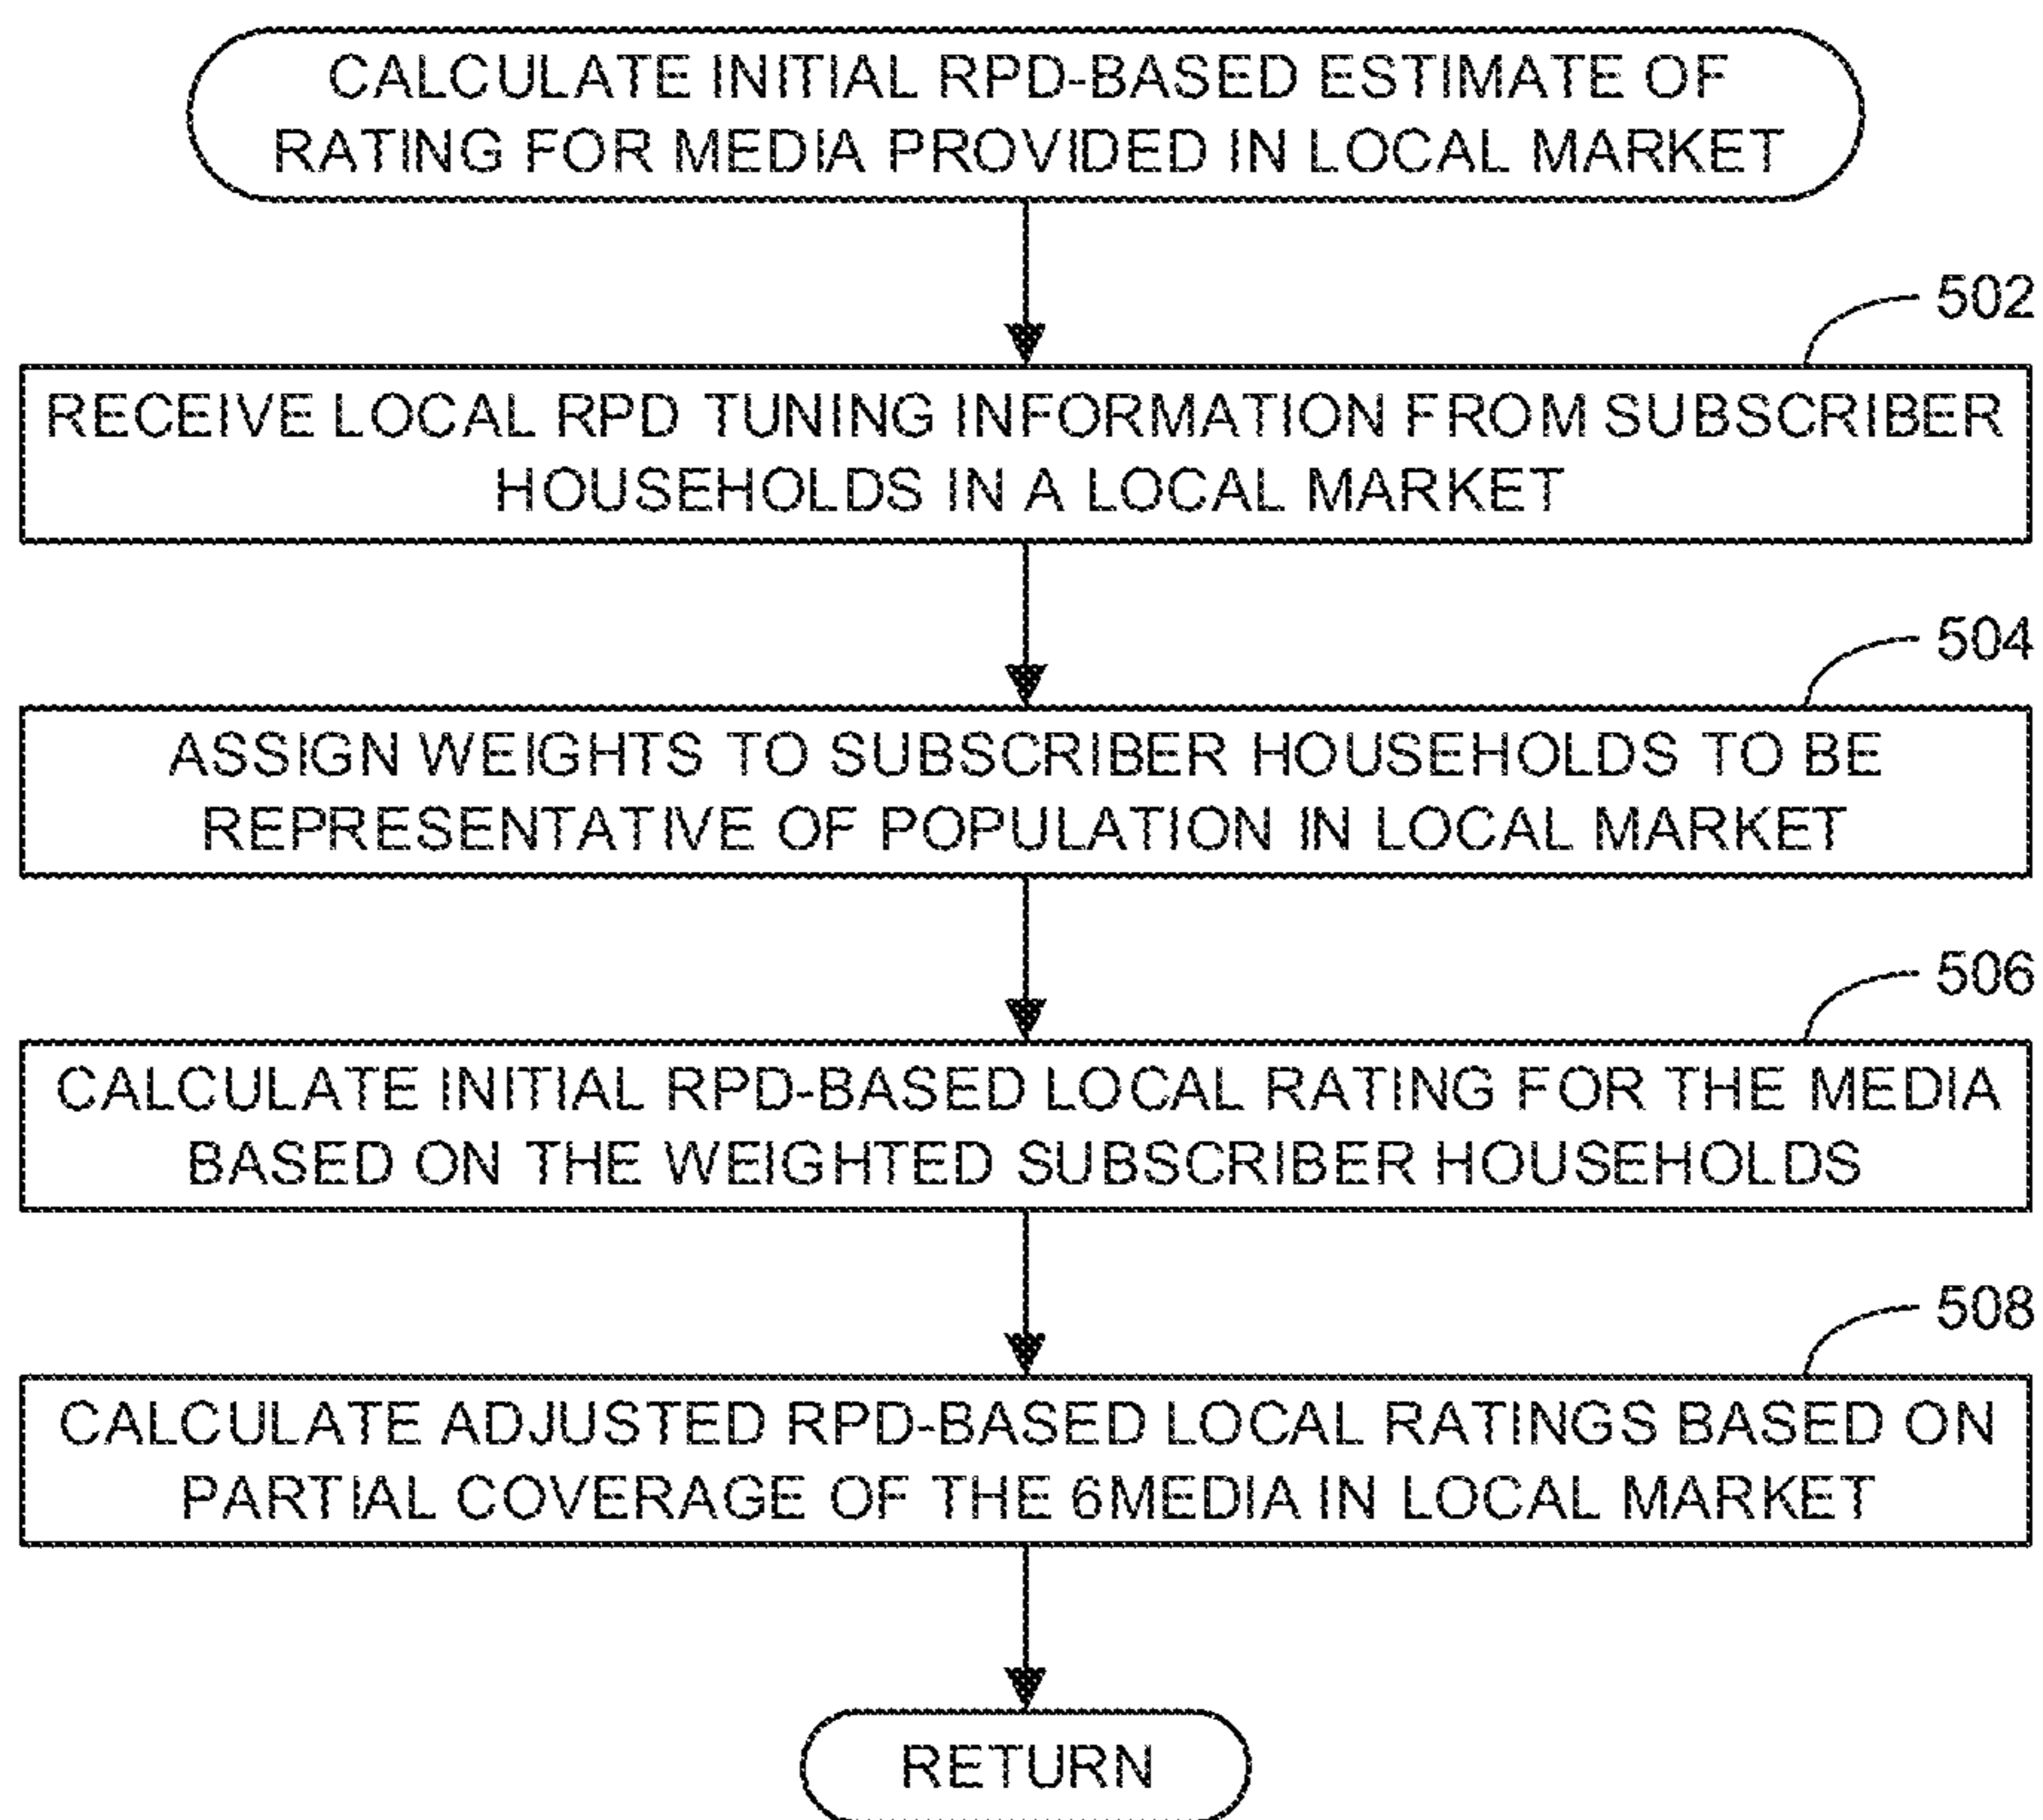 CALCULATE INITIAL RPD-BASED ESTIMATE OF
RATING FOR MEDIA PROVIDED IN LOCAL MARKET
502
RECEIVE LOCAL RPD TUNING INFORMATION FROM SUBSCRIBER
HOUSEHOLDS IN A LOCAL MARKET
504
ASSIGN WEIGHTS TO SUBSCRIBER HOUSEHOLDS TO BE
REPRESENTATIVE OF POPULATION IN LOCAL MARKET
506
CALCULATE INITIAL RPD-BASED LOCAL RATING FOR THE MEDIA
BASED ON THE WEIGHTED SUBSCRIBER HOUSEHOLDS
508
CALCULATE ADJUSTED RPD-BASED LOCAL RATINGS BASED ON
PARTIAL COVERAGE OF THE 6MEDIA IN LOCAL MARKET
RETURN